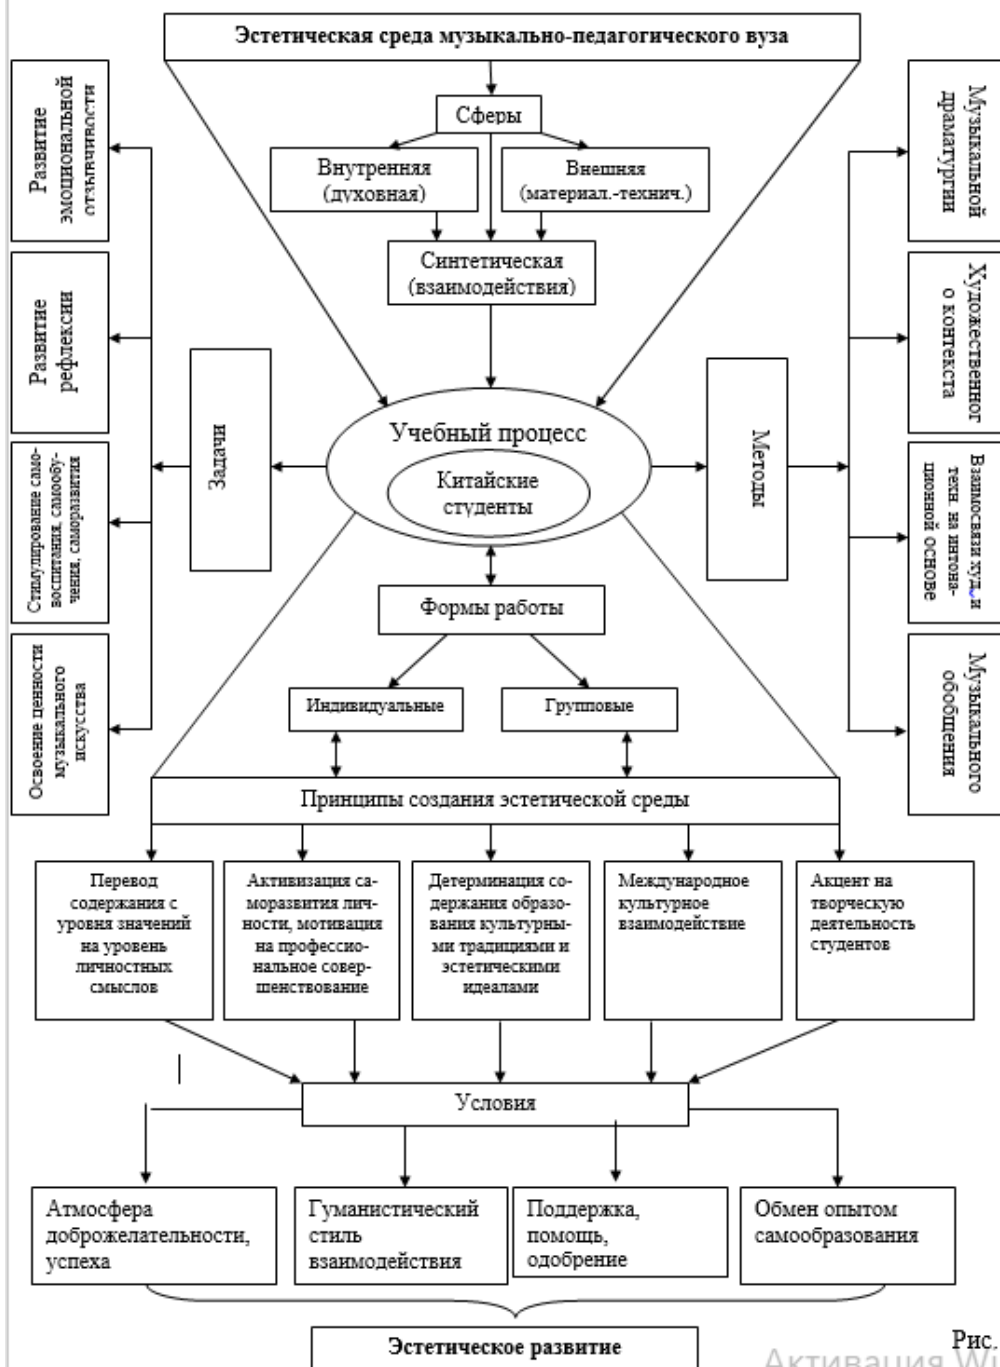 Эстетическая среда музыкально-педагогического вуза
Сферы
Внутренняя
(духовная)
Внешняя
(материал.-технич.)
Синтетическая
(взаимодействия)
Развитие
эмоциональной
отзывчивости
Развитие
рефлексии
Стимулирование само-
воспитания, самообу-
чения, саморазвития
Освоение ценности
музыкального
искусства
Задачи
Учебный процесс
Китайские
студенты
Методы
Музыкальной
драматургии
Художественног
о контекста
Взаимосвязи худ. и
техн. на интона-
ционной основе
Музыкального
обобщения
Формы работы
Индивидуальные
Групповые
Принципы создания эстетической среды
Перевод
содержания с
уровня значений
на уровень
личностных
смыслов
Активизация са-
моразвития лич-
ности, мотивация
на профессио-
нальное совер-
шенствование
Детерминация со-
держания образо-
вания культурны-
ми традициями и
эстетическими
идеалами
Международное
культурное
взаимодействие
Акцент на
творческую
деятельность
студентов
Условия
Атмосфера
доброжелательности,
успеха
Гуманистический
стиль
взаимодействия
Поддержка,
помощь,
одобрение
Обмен опытом
самообразования
Эстетическое развитие
Рис.
Активация